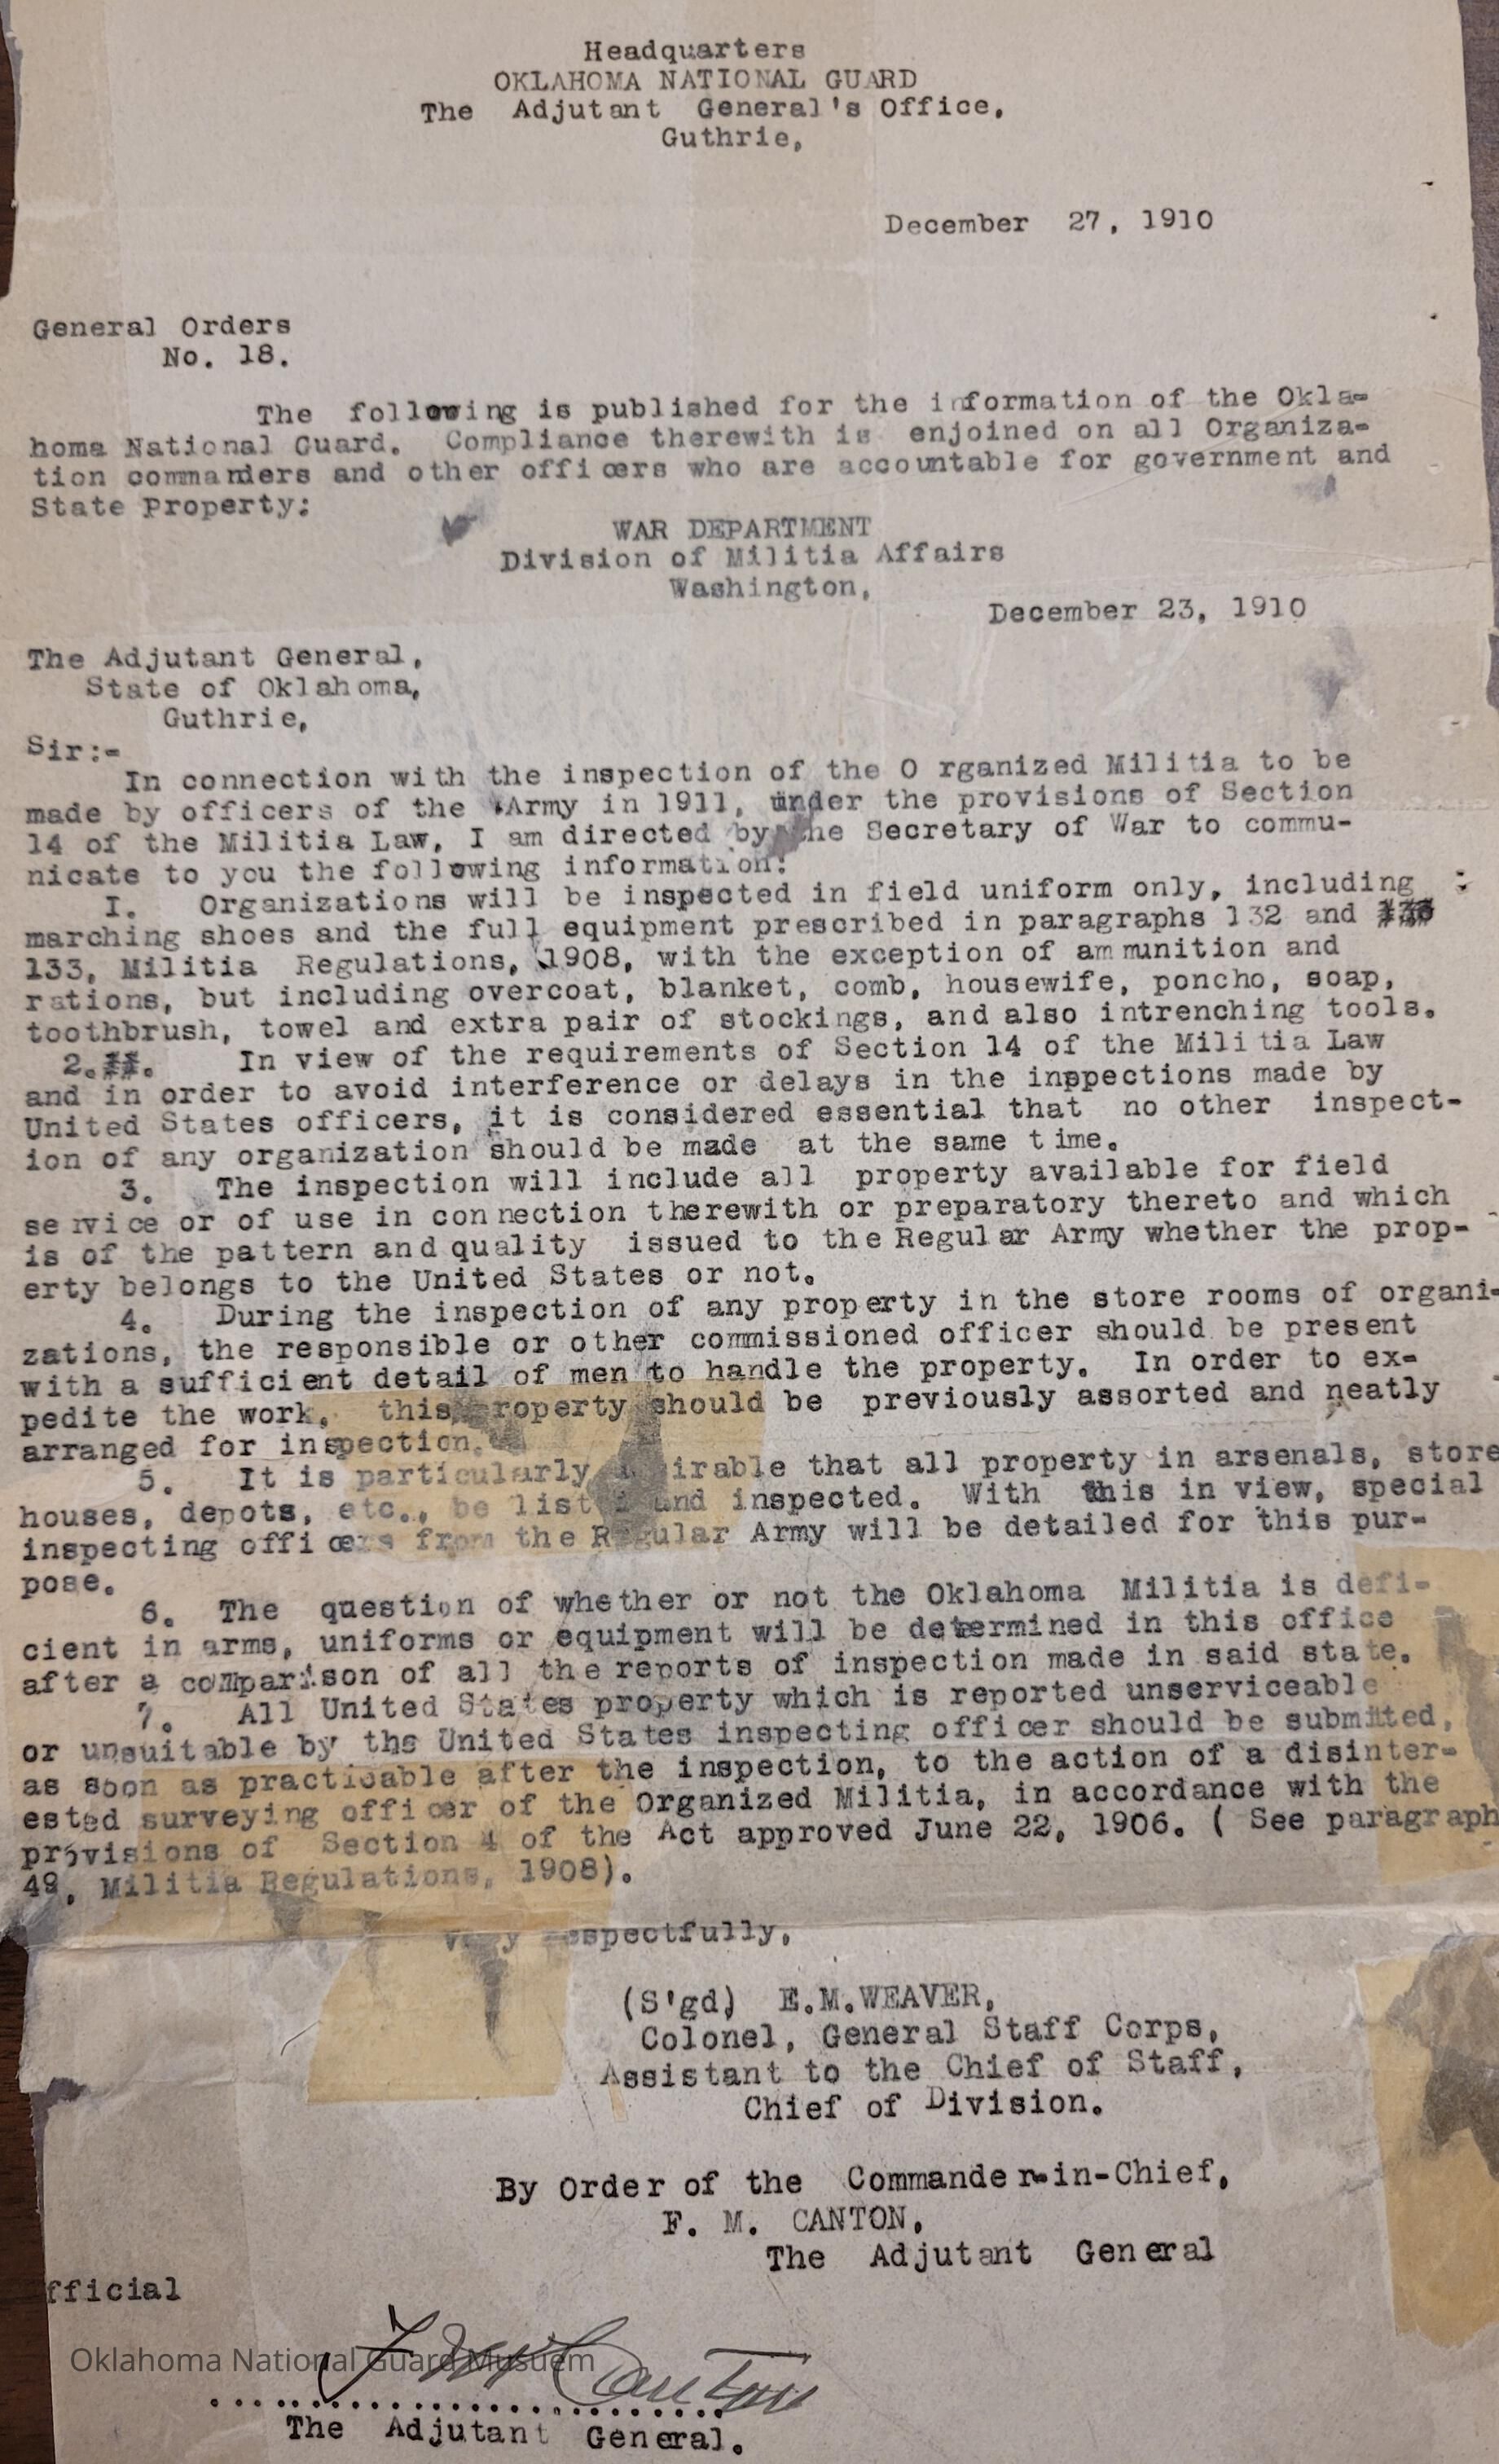 Headquarters
OKLAHOMA NATIONAL GUARD
The Adjutant General's Office,
Guthrie,
December 27, 1910
General Orders
No. 18.
The following is published for the information of the Okla-
homa National Guard. Compliance therewith is enjoined on all Organiza-
tion commanders and other officers who are accountable for government and
State Property:
WAR DEPARTMENT
Division of Militia Affairs
Washington,
December 23, 1910
The Adjutant General,
State of Oklahoma,
Guthrie,
Sir:-
In connection with the inspection of the O rganized Militia to be
made by officers of the Army in 1911, under the provisions of Section
14 of the Militia Law, I am directed by the Secretary of War to commu-
nicate to you the following information:
I. Organizations will be inspected in field uniform only, including
marching shoes and the full equipment prescribed in paragraphs 132 and
133, Militia Regulations, 1908, with the exception of ammunition and
rations, but including overcoat, blanket, comb, housewife, poncho, soap,
toothbrush, towel and extra pair of stockings, and also intrenching tools.
2. In view of the requirements of Section 14 of the Militia Law
and in order to avoid interference or delays in the inspections made by
United States officers, it is considered essential that no other inspect-
ion of any organization should be made at the same time.
3. The inspection will include all property available for field
service or of use in connection therewith or preparatory thereto and which
is of the pattern and quality issued to the Regular Army whether the prop-
erty belongs to the United States or not.
4. During the inspection of any property in the store rooms of organi-
zations, the responsible or other commissioned officer should be present
with a sufficient detail of men to handle the property. In order to ex-
pedite the work, this property should be previously assorted and neatly
arranged for inspection.
5. It is particularly desirable that all property in arsenals, store
houses, depots, etc., be listed and inspected. With this in view, special
inspecting officers from the Regular Army will be detailed for this pur-
pose.
6. The question of whether or not the Oklahoma Militia is defi-
cient in arms, uniforms or equipment will be determined in this office
after a comparison of all the reports of inspection made in said state.
7. All United States property which is reported unserviceable
or unsuitable by ths United States inspecting officer should be submitted,
as soon as practicable after the inspection, to the action of a disinter-
ested surveying officer of the Organized Militia, in accordance with the
provisions of Section 4 of the Act approved June 22, 1906. ( See paragraph
49, Militia Regulations, 1908).
Very respectfully,
(S'gd) E.M.WEAVER,
Colonel, General Staff Corps,
Assistant to the Chief of Staff,
Chief of Division.
By Order of the Commander-in-Chief,
F. M. CANTON,
The Adjutant General
fficial
F M Canton
Oklahoma National Guard Musuem
The Adjutant General.